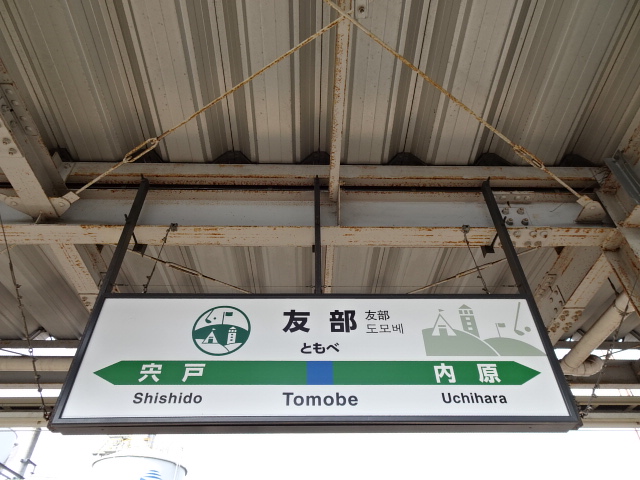 友部 友部
도모베
ともべ
宍戸 内原
Shishido Tomobe Uchihara